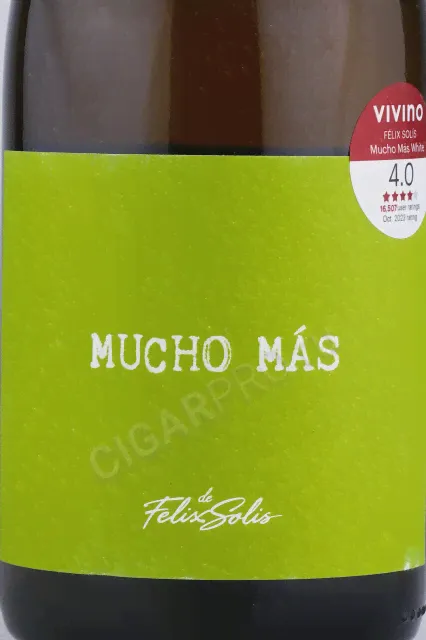 VIVINO
FÉLIX SOLÍS
Mucho Más White
4.0
16,507 user ratings
Oct. 2023 rating
MUCHO MÁS
CIGARPRO
de
Felix Solis